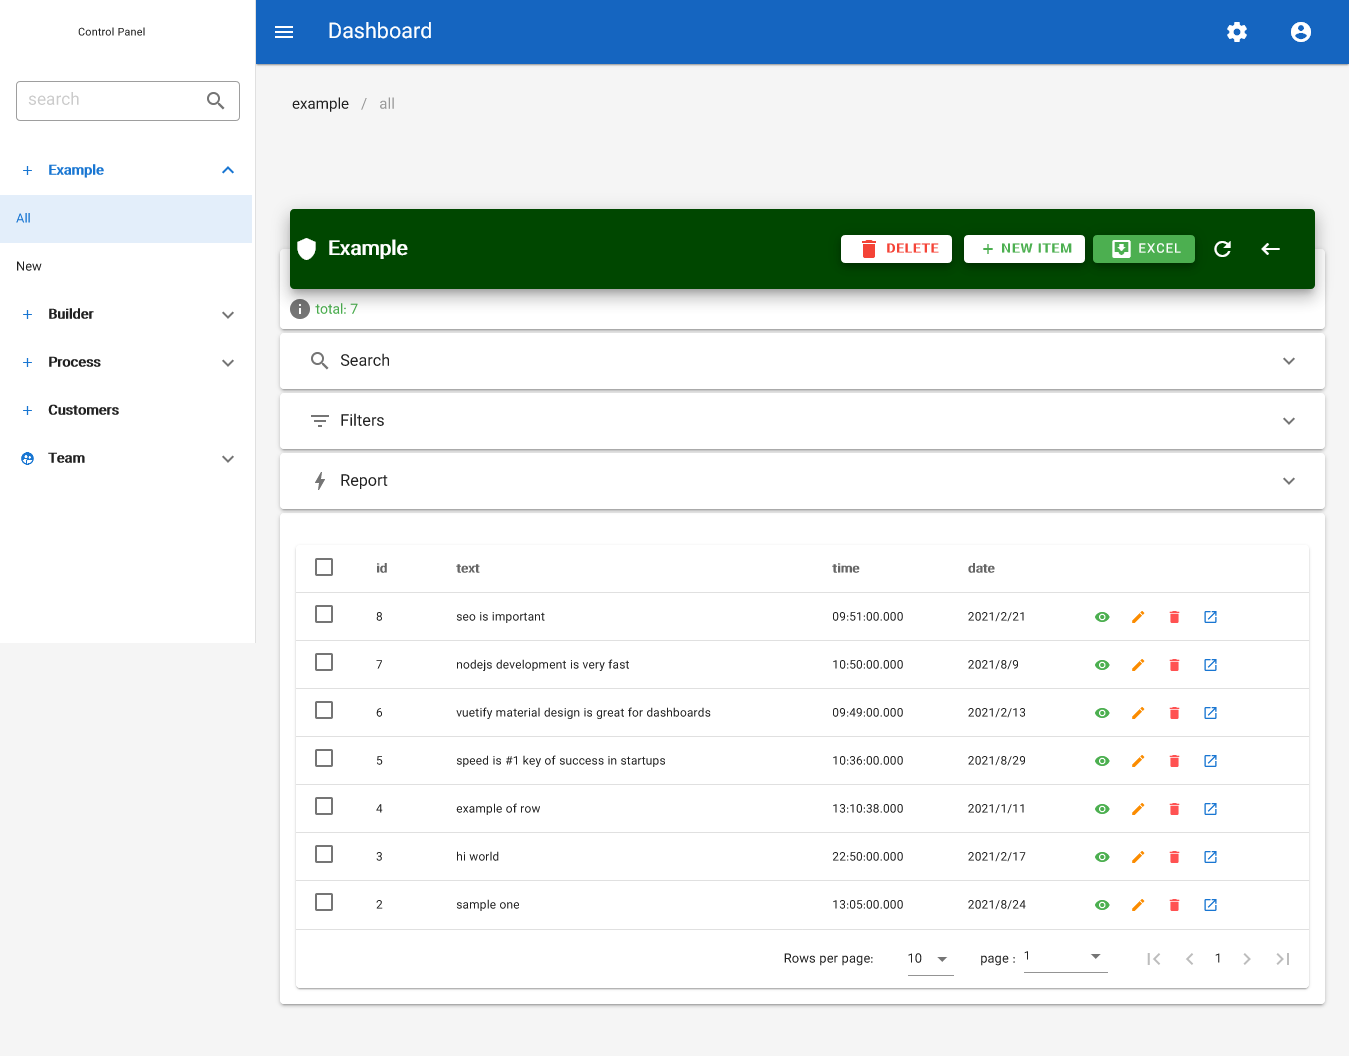 Control Panel
Dashboard
search
example / all
Example
All
New
Builder
Process
Customers
Team
Example
DELETE
NEW ITEM
EXCEL
total: 7
Search
Filters
Report
id text time date
8 seo is important 09:51:00.000 2021/2/21
7 nodejs development is very fast 10:50:00.000 2021/8/9
6 vuetify material design is great for dashboards 09:49:00.000 2021/2/13
5 speed is #1 key of success in startups 10:36:00.000 2021/8/29
4 example of row 13:10:38.000 2021/1/11
3 hi world 22:50:00.000 2021/2/17
2 sample one 13:05:00.000 2021/8/24
Rows per page: 10 page : 1 1